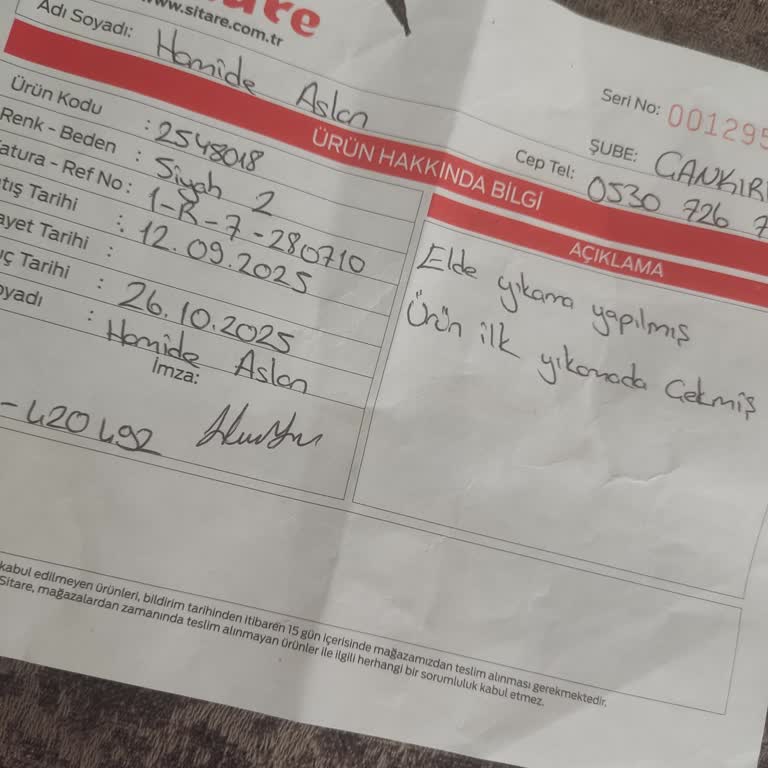 www.sitare.com.tr
Adı Soyadı: Hamide Aslan
Seri No: 001295
ŞUBE: ÇANKIRI
Cep Tel: 0530 726 7
ÜRÜN HAKKINDA BİLGİ
Ürün Kodu : 2548018
Renk - Beden : Siyah 2
Fatura - Ref No : 1-R-7-280710
tış Tarihi : 12.09.2025
ayet Tarihi :
ıç Tarihi : 26.10.2025
oyadı : Hamide Aslan
İmza:
-420492
AÇIKLAMA
Elde yıkama yapılmış
Ürün ilk yıkamada Çekmiş
kabul edilmeyen ürünleri, bildirim tarihinden itibaren 15 gün içerisinde mağazamızdan teslim alınması gerekmektedir.
Sitare, mağazalardan zamanında teslim alınmayan ürünler ile ilgili herhangi bir sorumluluk kabul etmez.